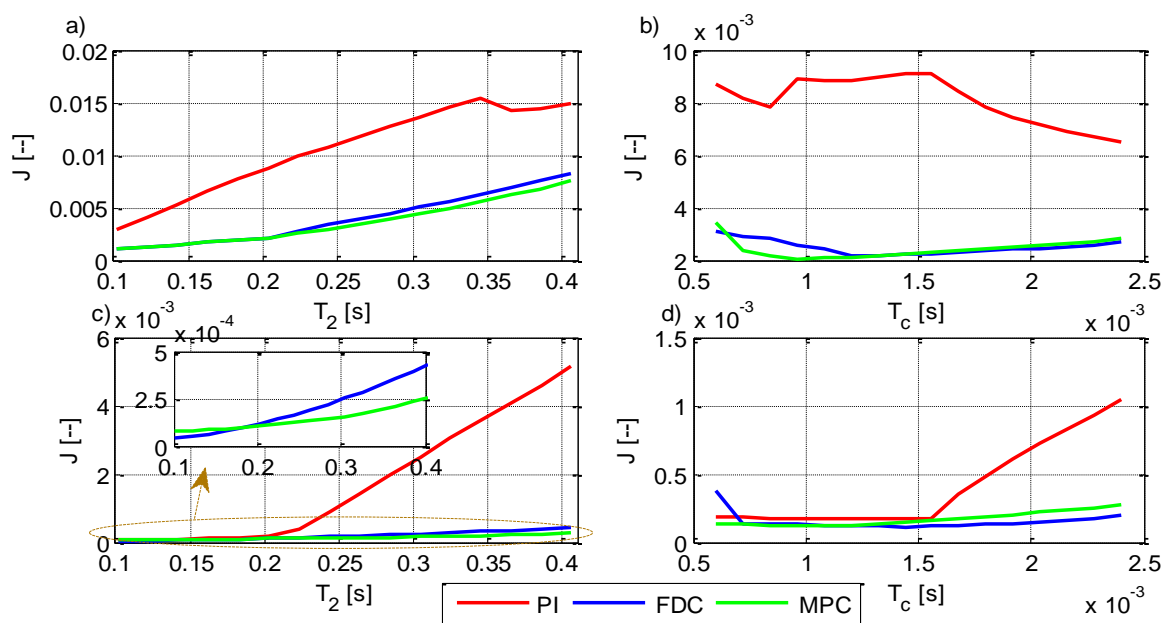 a)
0.02
0.015
0.01
0.005
0
J [--]
0.1 0.15 0.2 0.25 0.3 0.35 0.4
T_2 [s]
b)
x 10^-3
10
8
6
4
2
J [--]
0.5 1 1.5 2 2.5
T_c [s]
x 10^-3
c)
x 10^-3
6
4
2
0
J [--]
0.1 0.15 0.2 0.25 0.3 0.35 0.4
T_2 [s]
x 10^-4
5
2.5
0
0.1 0.2 0.3 0.4
d)
x 10^-3
1.5
1
0.5
0
J [--]
0.5 1 1.5 2 2.5
T_c [s]
x 10^-3
PI FDC MPC